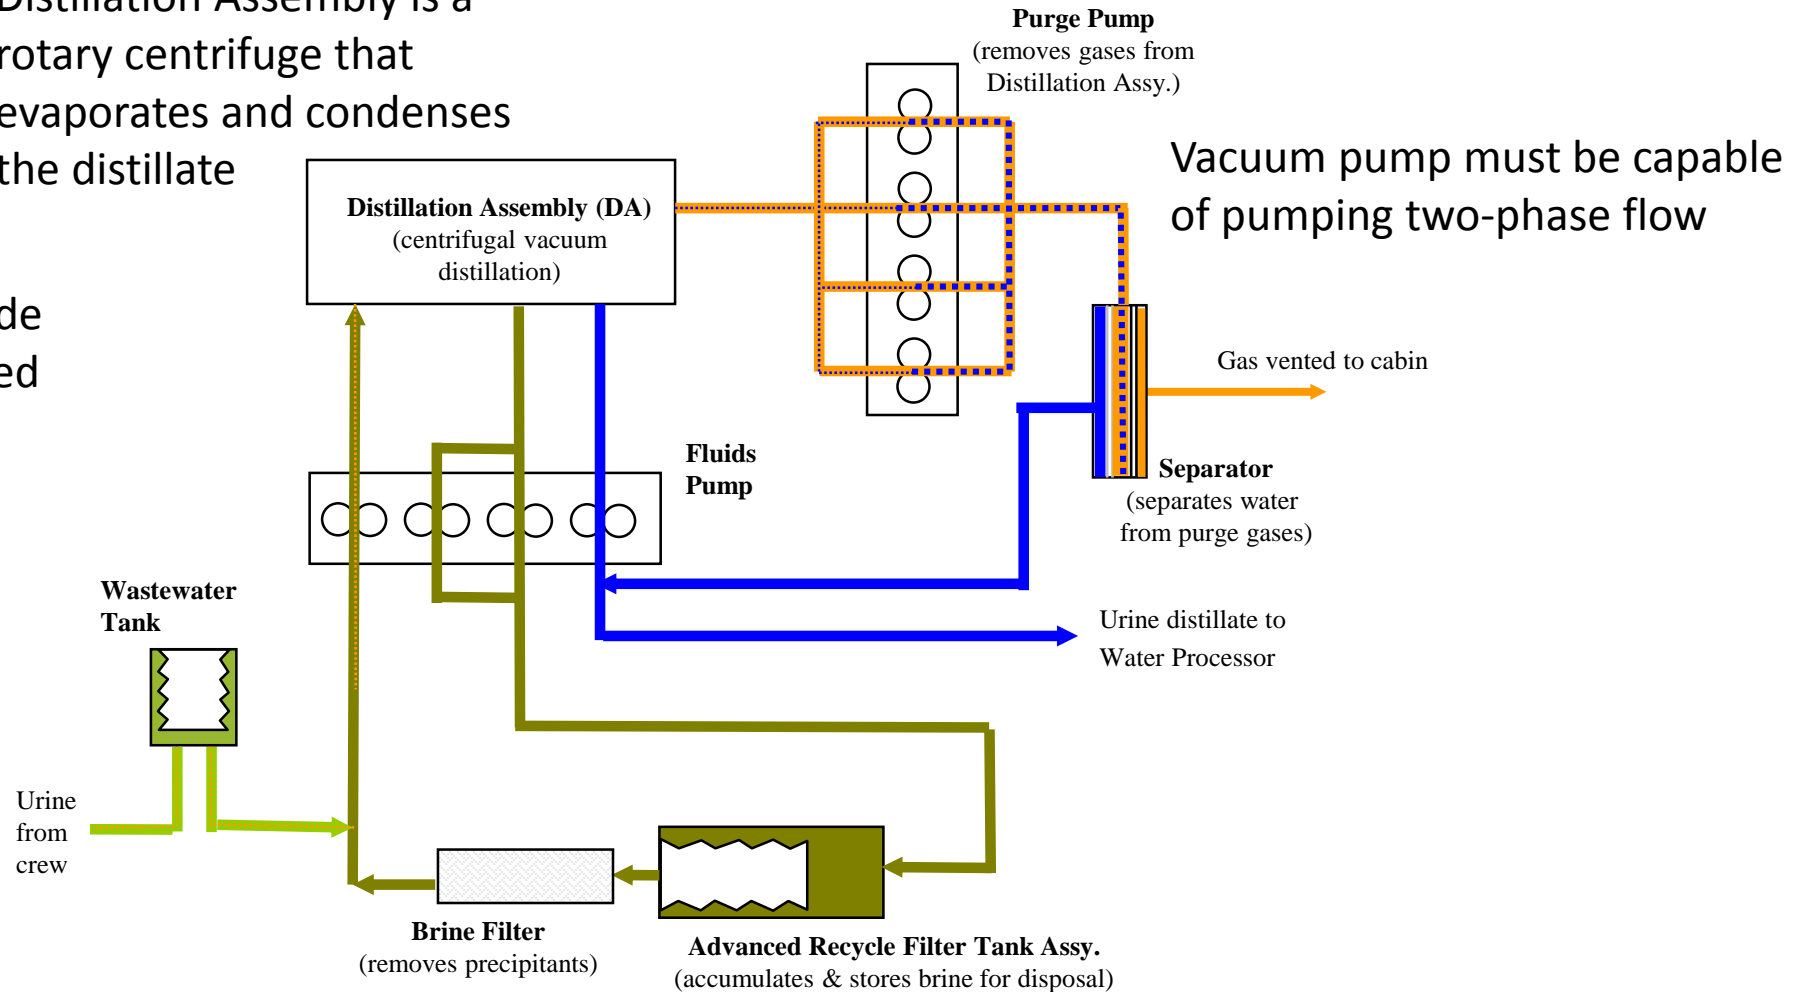 Distillation Assembly is a
rotary centrifuge that
evaporates and condenses
the distillate
de
ed
Purge Pump
(removes gases from
Distillation Assy.)
Vacuum pump must be capable
of pumping two-phase flow
Distillation Assembly (DA)
(centrifugal vacuum
distillation)
Gas vented to cabin
Fluids
Pump
Separator
(separates water
from purge gases)
Wastewater
Tank
Urine distillate to
Water Processor
Urine
from
crew
Brine Filter
(removes precipitants)
Advanced Recycle Filter Tank Assy.
(accumulates & stores brine for disposal)